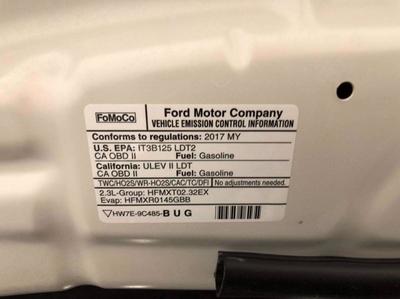 FoMoCo
Ford Motor Company
VEHICLE EMISSION CONTROL INFORMATION
Conforms to regulations: 2017 MY
U.S. EPA: IT3B125 LDT2
CA OBD II Fuel: Gasoline
California: ULEV II LDT
CA OBD II Fuel: Gasoline
TWC/HO2S/WR-HO2S/CAC/TC/DFI No adjustments needed.
2.3L-Group: HFMXT02.32EX
Evap: HFMXR0145GBB
HW7E-9C485-BUG